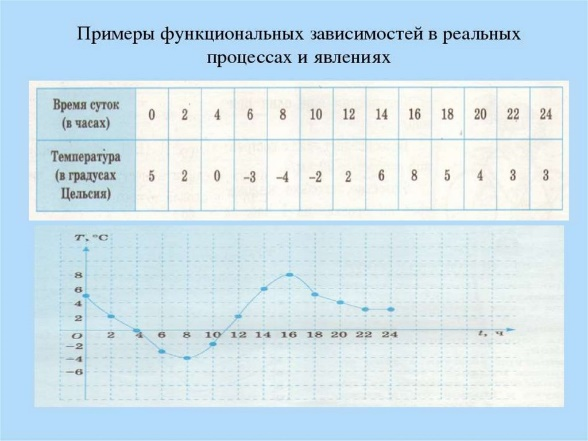 Примеры функциональных зависимостей в реальных
процессах и явлениях
Время суток
(в часах)
0 2 4 6 8 10 12 14 16 18 20 22 24
Температура
(в градусах
Цельсия)
5 2 0 –3 –4 –2 2 6 8 5 4 3 3
T, °C
8
6
4
2
O 2 4 6 8 10 12 14 16 18 20 22 24 t, ч
−2
−4
−6